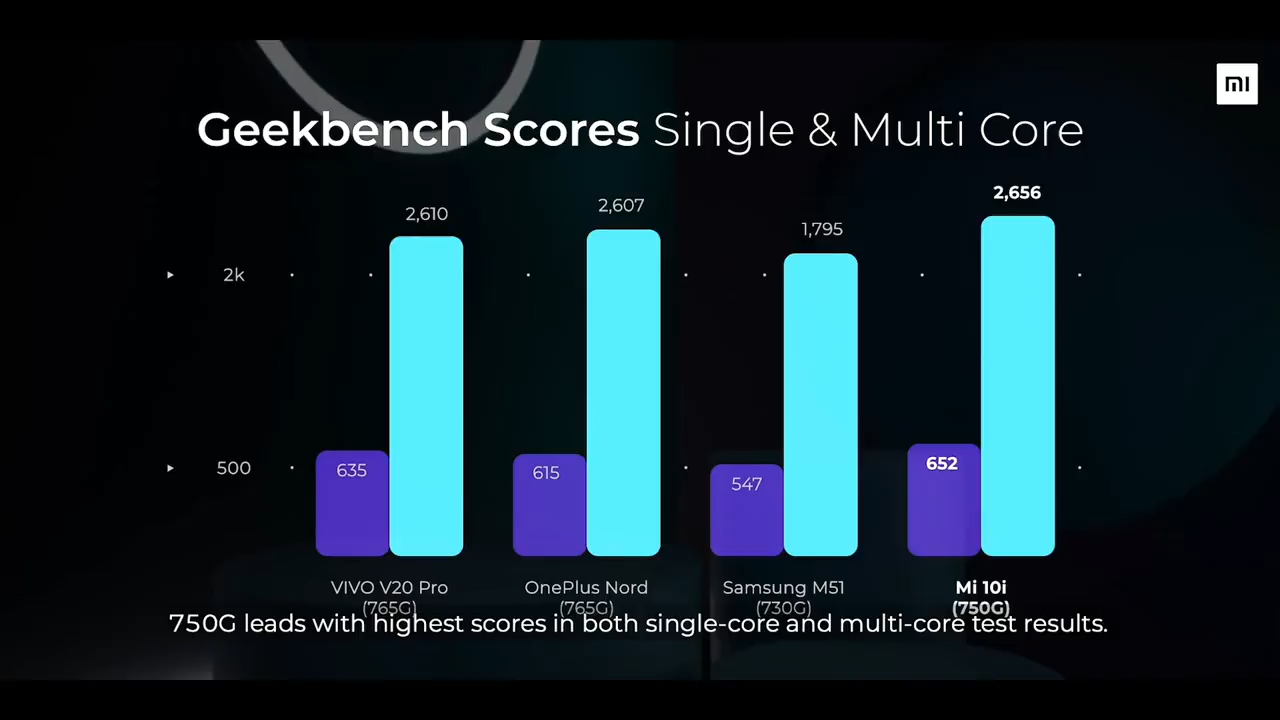 mi
Geekbench Scores Single & Multi Core
2,610
2,607
1,795
2,656
2k
500
635
615
547
652
VIVO V20 Pro
(765G)
OnePlus Nord
(765G)
Samsung M51
(730G)
Mi 10i
(750G)
750G leads with highest scores in both single-core and multi-core test results.